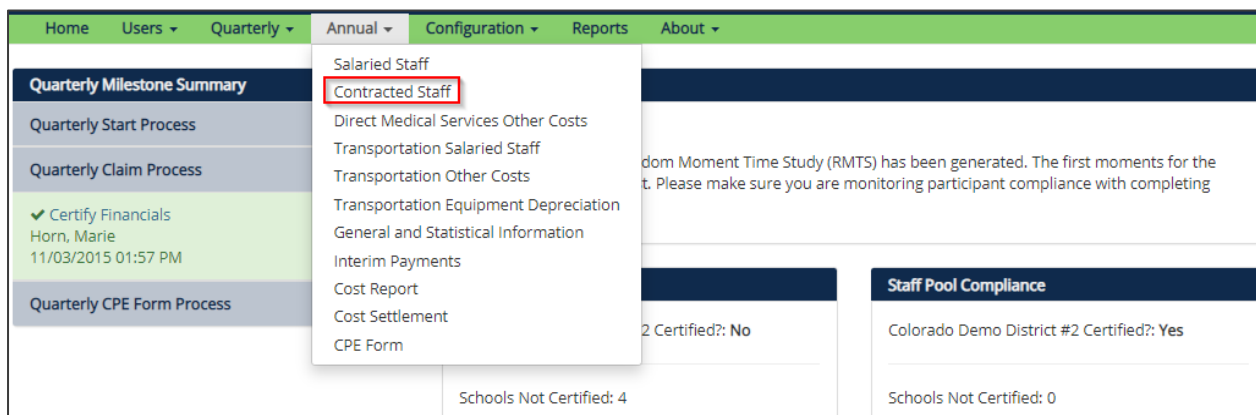 Home Users Quarterly Annual Configuration Reports About
Quarterly Milestone Summary
Quarterly Start Process
Quarterly Claim Process
Certify Financials
Horn, Marie
11/03/2015 01:57 PM
Quarterly CPE Form Process
Salaried Staff
Contracted Staff
Direct Medical Services Other Costs
Transportation Salaried Staff
Transportation Other Costs
Transportation Equipment Depreciation
General and Statistical Information
Interim Payments
Cost Report
Cost Settlement
CPE Form
Moment Time Study (RMTS) has been generated. The first moments for the
Please make sure you are monitoring participant compliance with completing
2 Certified?: No
Schools Not Certified: 4
Staff Pool Compliance
Colorado Demo District #2 Certified?: Yes
Schools Not Certified: 0